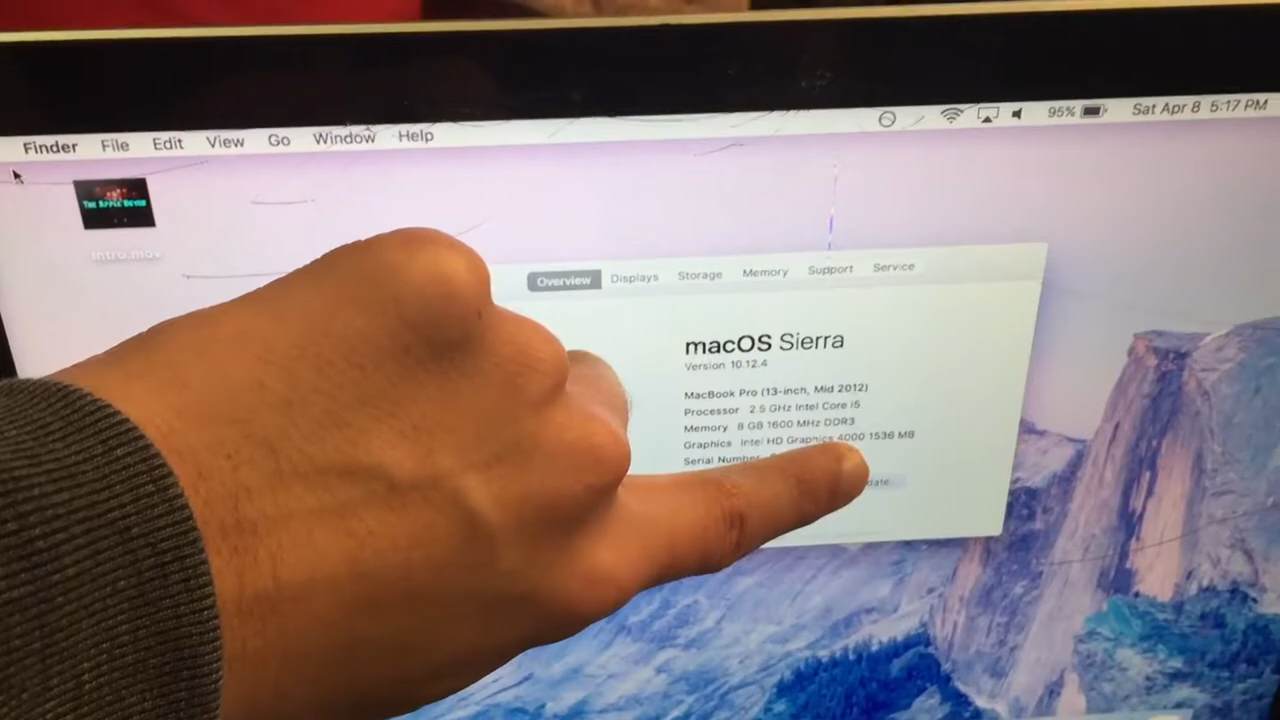 Finder File Edit View Go Window Help 95% Sat Apr 8 5:17 PM
THE APPLE
intro.mov
Overview Displays Storage Memory Support Service
macOS Sierra
Version 10.12.4
MacBook Pro (13-inch, Mid 2012)
Processor 2.5 GHz Intel Core i5
Memory 8 GB 1600 MHz DDR3
Graphics Intel HD Graphics 4000 1536 MB
Serial Number